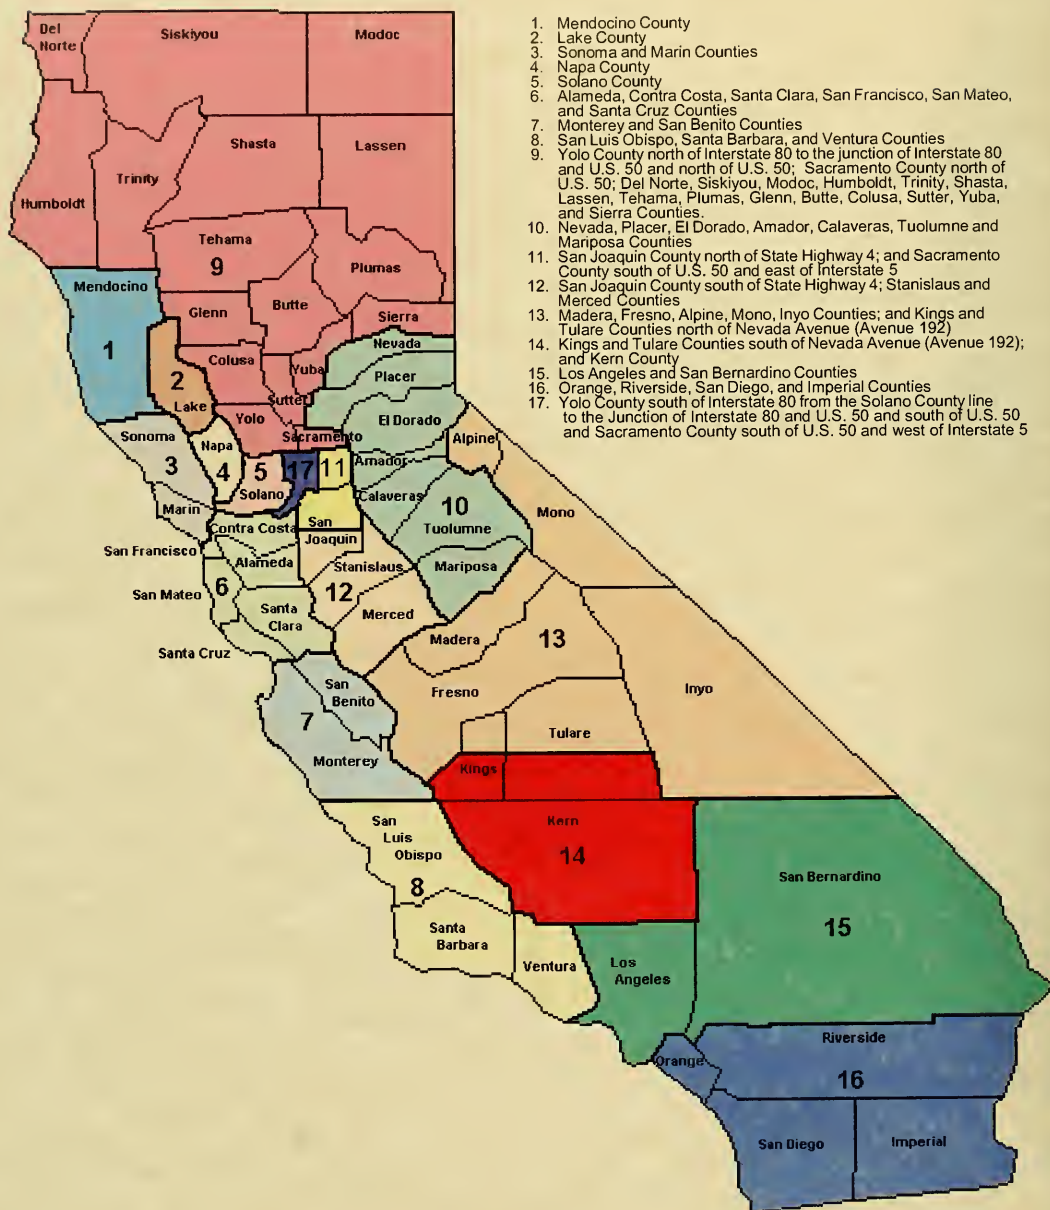 1. Mendocino County
2. Lake County
3. Sonoma and Marin Counties
4. Napa County
5. Solano County
6. Alameda, Contra Costa, Santa Clara, San Francisco, San Mateo,
and Santa Cruz Counties
7. Monterey and San Benito Counties
8. San Luis Obispo, Santa Barbara, and Ventura Counties
9. Yolo County north of Interstate 80 to the junction of Interstate 80
and U.S. 50 and north of U.S. 50; Sacramento County north of
U.S. 50; Del Norte, Siskiyou, Modoc, Humboldt, Trinity, Shasta,
Lassen, Tehama, Plumas, Glenn, Butte, Colusa, Sutter, Yuba,
and Sierra Counties.
10. Nevada, Placer, El Dorado, Amador, Calaveras, Tuolumne and
Mariposa Counties
11. San Joaquin County north of State Highway 4; and Sacramento
County south of U.S. 50 and east of Interstate 5
12. San Joaquin County south of State Highway 4; Stanislaus and
Merced Counties
13. Madera, Fresno, Alpine, Mono, Inyo Counties; and Kings and
Tulare Counties north of Nevada Avenue (Avenue 192)
14. Kings and Tulare Counties south of Nevada Avenue (Avenue 192);
and Kern County
15. Los Angeles and San Bernardino Counties
16. Orange, Riverside, San Diego, and Imperial Counties
17. Yolo County south of Interstate 80 from the Solano County line
to the Junction of Interstate 80 and U.S. 50 and south of U.S. 50
and Sacramento County south of U.S. 50 and west of Interstate 5
Del
Norte
Siskiyou
Modoc
Shasta
Lassen
Trinity
Humboldt
Tehama
9
Plumas
Mendocino
Butte
Glenn
Sierra
Nevada
1
Colusa
Yuba
2
Placer
Sutter
Lake
Yolo
El Dorado
Sonoma
Sacramento
Alpine
Napa
3
4
5
17
11
Amador
Solano
Calaveras
10
Marin
Mono
San
Joaquin
Contra Costa
Tuolumne
San Francisco
Alameda
Stanislaus
Mariposa
6
San Mateo
12
Santa
Clara
Merced
Madera
13
Santa Cruz
San
Benito
Fresno
Inyo
7
Tulare
Monterey
Kings
San
Luis
Obispo
Kern
14
8
San Bernardino
15
Santa
Barbara
Ventura
Los
Angeles
Riverside
Orange
16
San Diego
Imperial